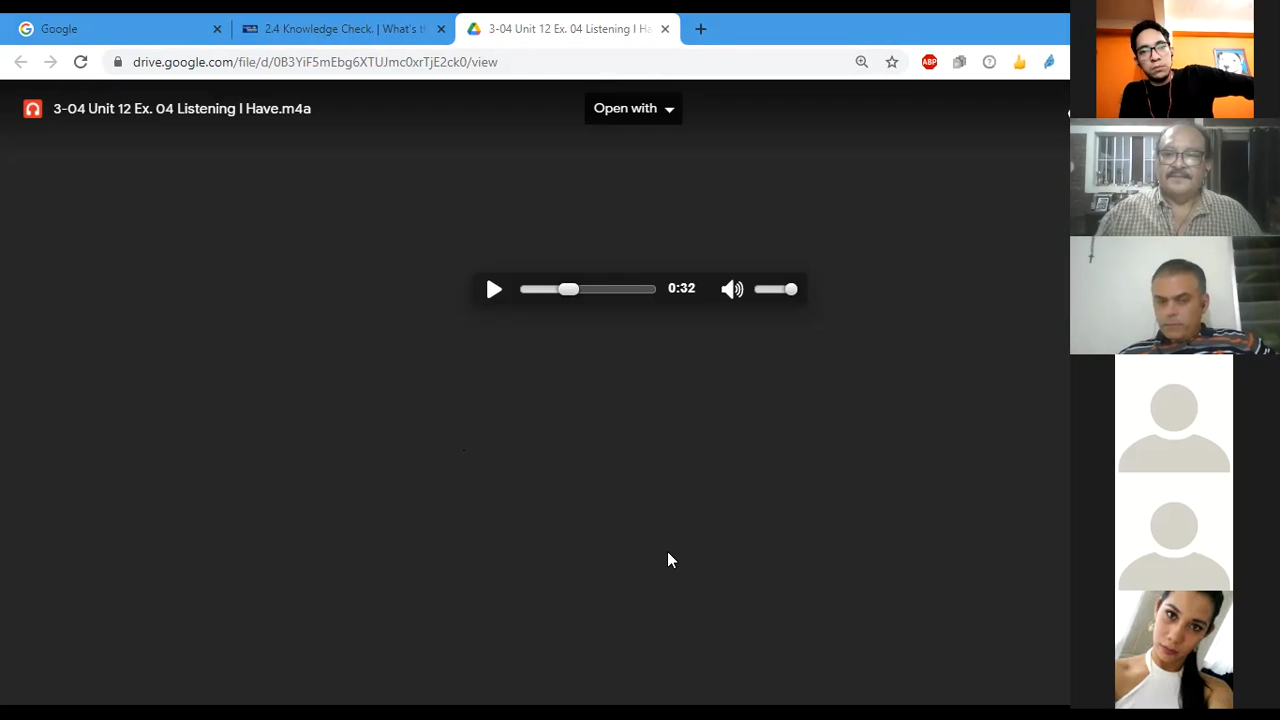 Google
2.4 Knowledge Check. | What's th
3-04 Unit 12 Ex. 04 Listening I Ha
drive.google.com/file/d/0B3YiF5mEbg6XTUJmc0xrTjE2ck0/view
ABP
3-04 Unit 12 Ex. 04 Listening I Have.m4a
Open with
0:32